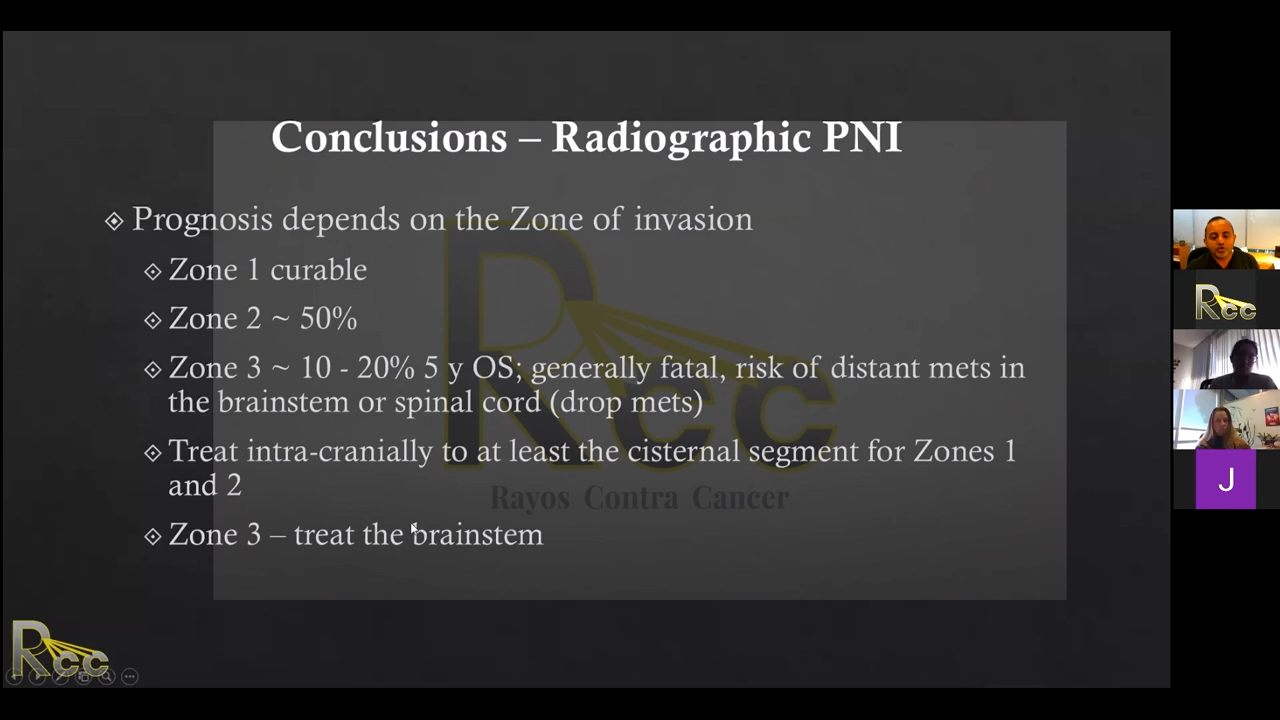 Conclusions – Radiographic PNI
Prognosis depends on the Zone of invasion
Zone 1 curable
Zone 2 ~ 50%
Zone 3 ~ 10 - 20% 5 y OS; generally fatal, risk of distant mets in
the brainstem or spinal cord (drop mets)
Treat intra-cranially to at least the cisternal segment for Zones 1
and 2
Zone 3 – treat the brainstem
Rcc
Rayos Contra Cancer
Rcc
Rcc
J